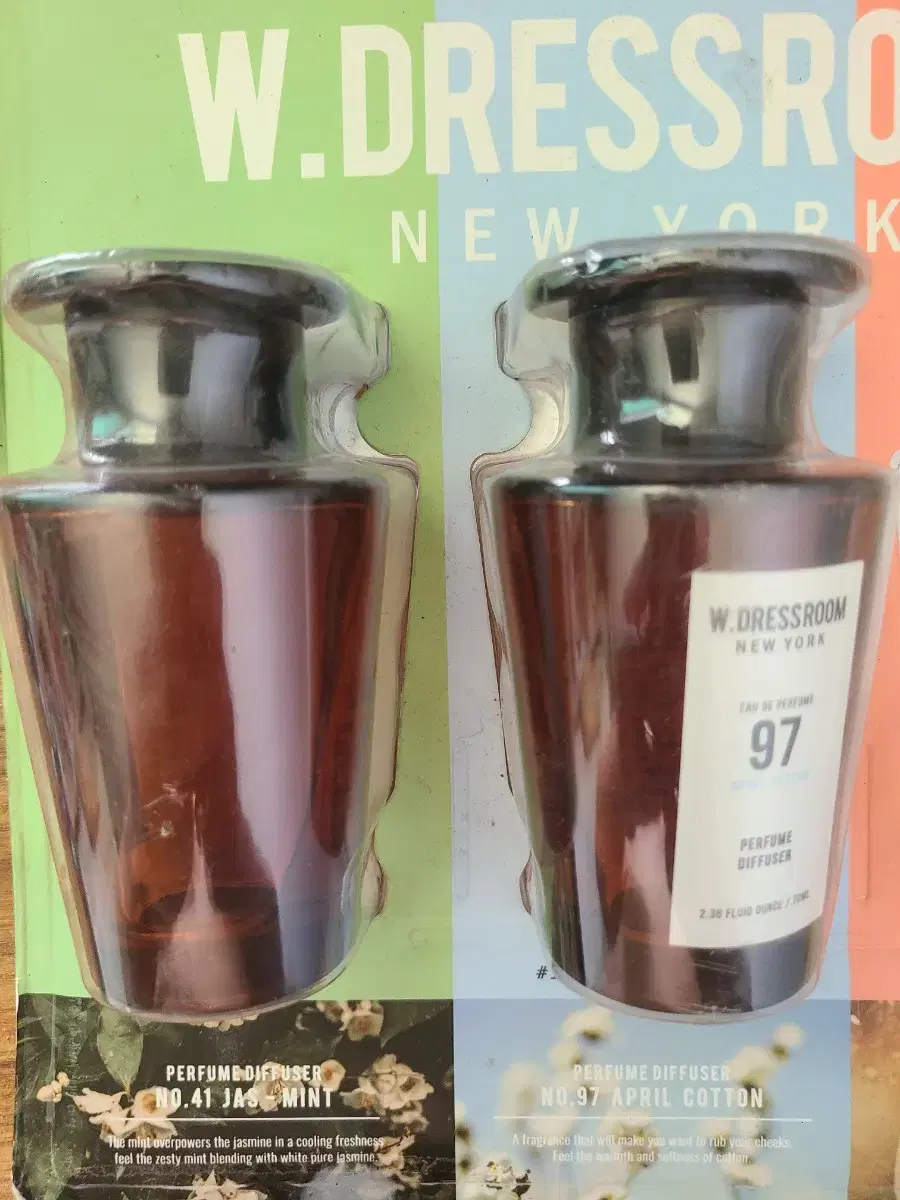 W.DRESSRO
NEW YORK
W.DRESSROOM
NEW YORK
EAU DE PERFUME
97
PERFUME
DIFFUSER
2.36 FLUID OUNCE / 70ML
#
PERFUME DIFFUSER
NO.41 JAS - MINT
The mint overpowers the jasmine in a cooling freshness
feel the zesty mint blending with white pure jasmine.
PERFUME DIFFUSER
NO.97 APRIL COTTON
A fragrance that will make you want to rub your cheeks.
Feel the warmth and softness of cotton.